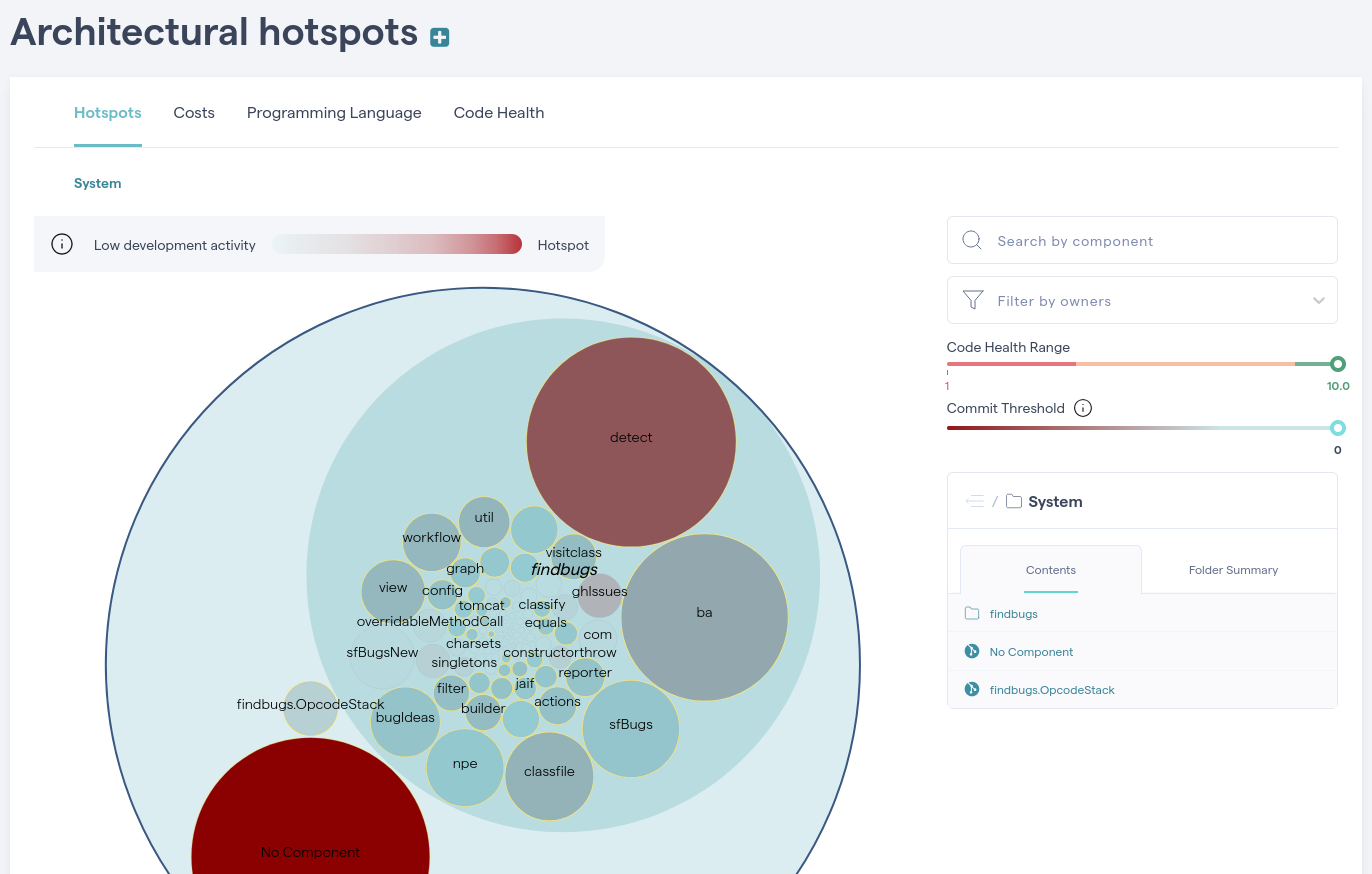 Architectural hotspots
Hotspots Costs Programming Language Code Health
System
Low development activity Hotspot
Search by component
Filter by owners
Code Health Range
1 10.0
Commit Threshold
0
/ System
Contents Folder Summary
findbugs
No Component
findbugs.OpcodeStack
detect
util
workflow
visitclass
graph findbugs
view config ghIssues
tomcat classify
ba
overridableMethodCall equals
com
charsets
sfBugsNew constructorthrow
singletons
reporter
filter jaif
findbugs.OpcodeStack builder actions
bugIdeas
sfBugs
npe
classfile
No Component